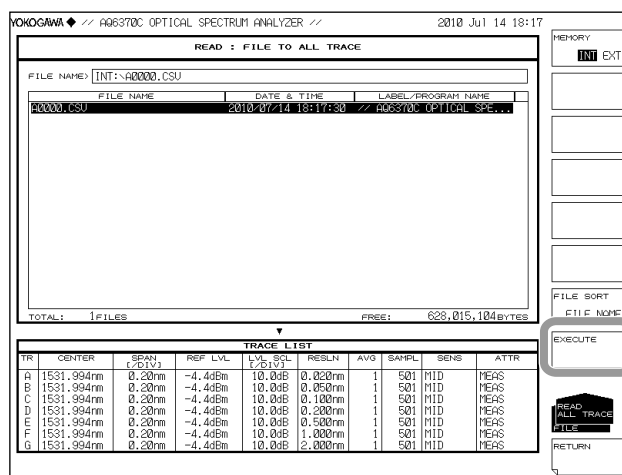 YOKOGAWA ◆ // AQ6370C OPTICAL SPECTRUM ANALYZER // 2010 Jul 14 18:17
READ : FILE TO ALL TRACE
FILE NAME> INT:\A0000.CSV
FILE NAME DATE & TIME LABEL/PROGRAM NAME
A0000.CSV 2010/07/14 18:17:30 // AQ6370C OPTICAL SPE...
TOTAL: 1FILES FREE: 628,015,104BYTES
▼
TRACE LIST
TR CENTER SPAN [/DIV] REF LVL LVL SCL [/DIV] RESLN AVG SAMPL SENS ATTR
A 1531.994nm 0.20nm -4.4dBm 10.0dB 0.020nm 1 501 MID MEAS
B 1531.994nm 0.20nm -4.4dBm 10.0dB 0.050nm 1 501 MID MEAS
C 1531.994nm 0.20nm -4.4dBm 10.0dB 0.100nm 1 501 MID MEAS
D 1531.994nm 0.20nm -4.4dBm 10.0dB 0.200nm 1 501 MID MEAS
E 1531.994nm 0.20nm -4.4dBm 10.0dB 0.500nm 1 501 MID MEAS
F 1531.994nm 0.20nm -4.4dBm 10.0dB 1.000nm 1 501 MID MEAS
G 1531.994nm 0.20nm -4.4dBm 10.0dB 2.000nm 1 501 MID MEAS
MEMORY
INT EXT
FILE SORT
FILE NAME
EXECUTE
READ
ALL TRACE
FILE
RETURN